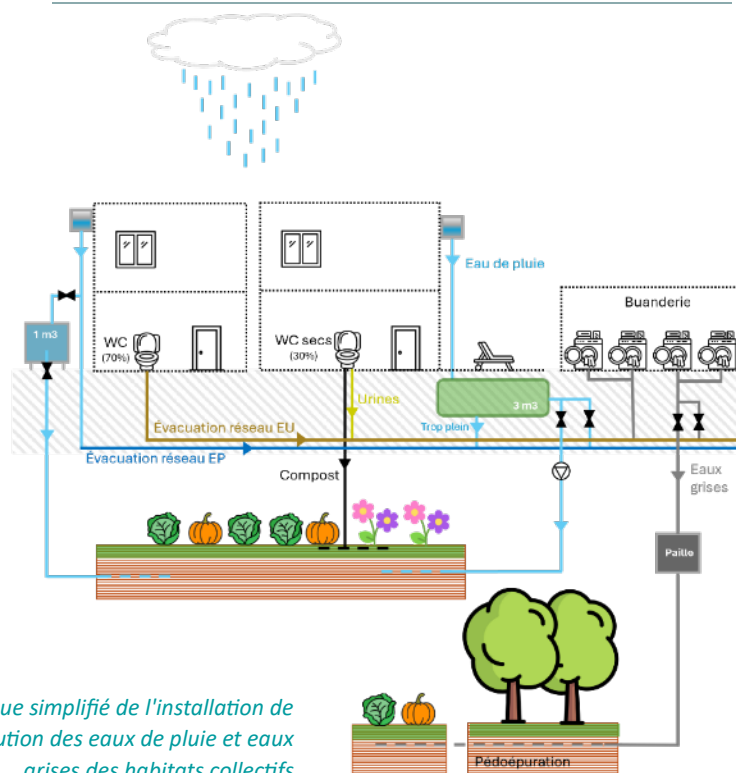 Eau de pluie
Buanderie
1 m3
WC
(70%)
WC secs
(30%)
Urines
3 m3
Évacuation réseau EU
Trop plein
Évacuation réseau EP
Compost
Eaux
grises
Paille
ue simplifié de l'installation de
ution des eaux de pluie et eaux
grises des habitats collectifs
Pédoépuration